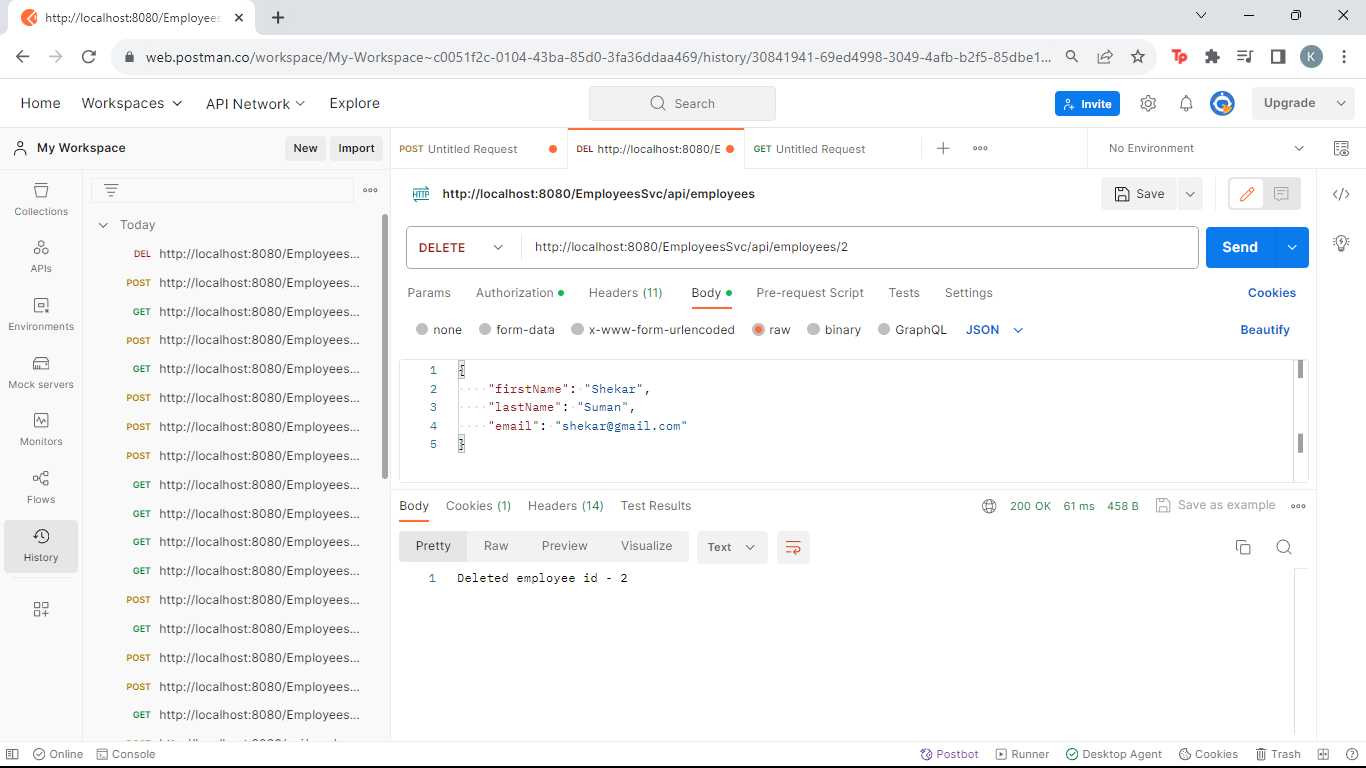 http://localhost:8080/Employees
web.postman.co/workspace/My-Workspace~c0051f2c-0104-43ba-85d0-3fa36ddaa469/history/30841941-69ed4998-3049-4afb-b2f5-85dbe1...
Tp
K
Home Workspaces API Network Explore
Search
Invite
Upgrade
My Workspace
New Import
POST Untitled Request
DEL http://localhost:8080/E
GET Untitled Request
No Environment
Collections
APIs
Environments
Mock servers
Monitors
Flows
History
Today
DEL http://localhost:8080/Employees...
POST http://localhost:8080/Employees...
GET http://localhost:8080/Employees...
POST http://localhost:8080/Employees...
GET http://localhost:8080/Employees...
POST http://localhost:8080/Employees...
POST http://localhost:8080/Employees...
POST http://localhost:8080/Employees...
GET http://localhost:8080/Employees...
GET http://localhost:8080/Employees...
GET http://localhost:8080/Employees...
GET http://localhost:8080/Employees...
POST http://localhost:8080/Employees...
GET http://localhost:8080/Employees...
POST http://localhost:8080/Employees...
POST http://localhost:8080/Employees...
GET http://localhost:8080/Employees...
HTTP http://localhost:8080/EmployeesSvc/api/employees
Save
DELETE http://localhost:8080/EmployeesSvc/api/employees/2
Send
Params Authorization Headers (11) Body Pre-request Script Tests Settings Cookies
none form-data x-www-form-urlencoded raw binary GraphQL JSON Beautify
1 {
2 "firstName": "Shekar",
3 "lastName": "Suman",
4 "email": "shekar@gmail.com"
5 }
Body Cookies (1) Headers (14) Test Results 200 OK 61 ms 458 B Save as example
Pretty Raw Preview Visualize Text
1 Deleted employee id - 2
Online Console Postbot Runner Desktop Agent Cookies Trash